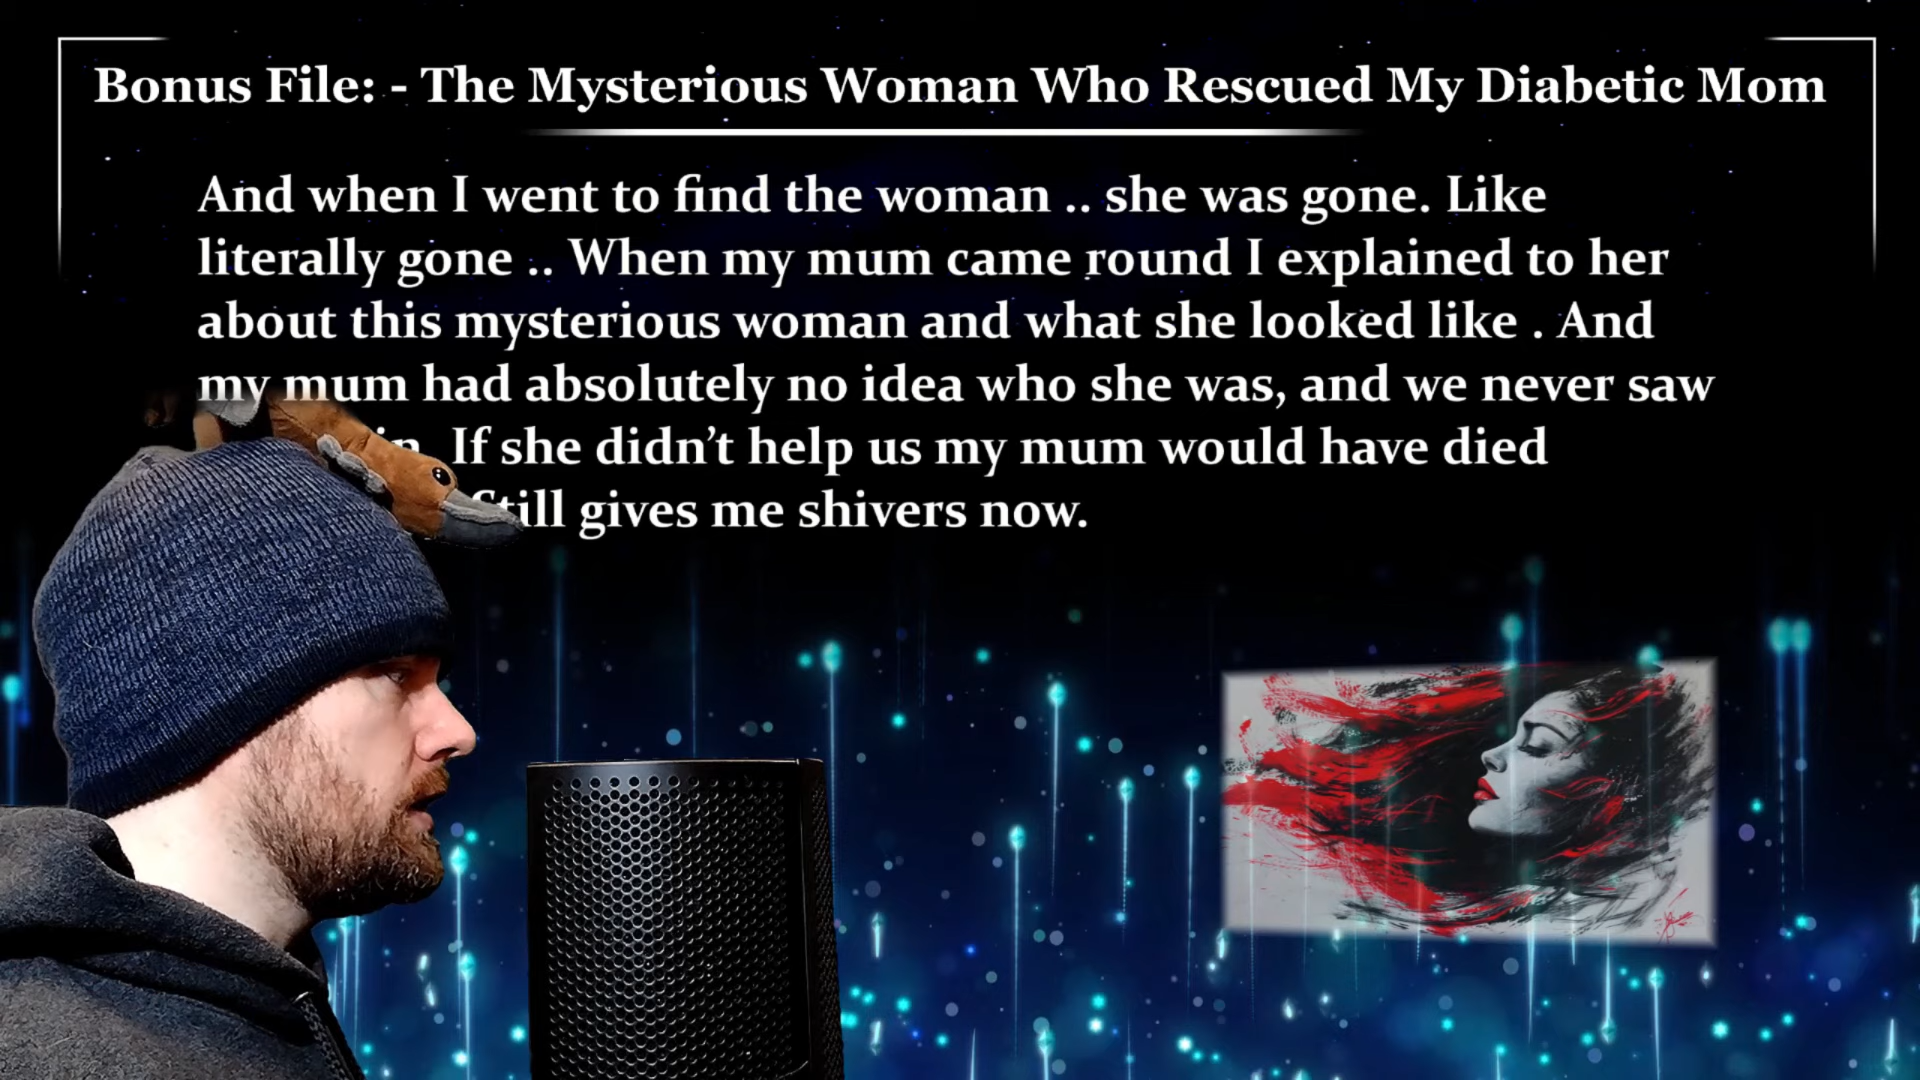 Bonus File: - The Mysterious Woman Who Rescued My Diabetic Mom
And when I went to find the woman .. she was gone. Like
literally gone .. When my mum came round I explained to her
about this mysterious woman and what she looked like . And
my mum had absolutely no idea who she was, and we never saw
If she didn’t help us my mum would have died
Still gives me shivers now.